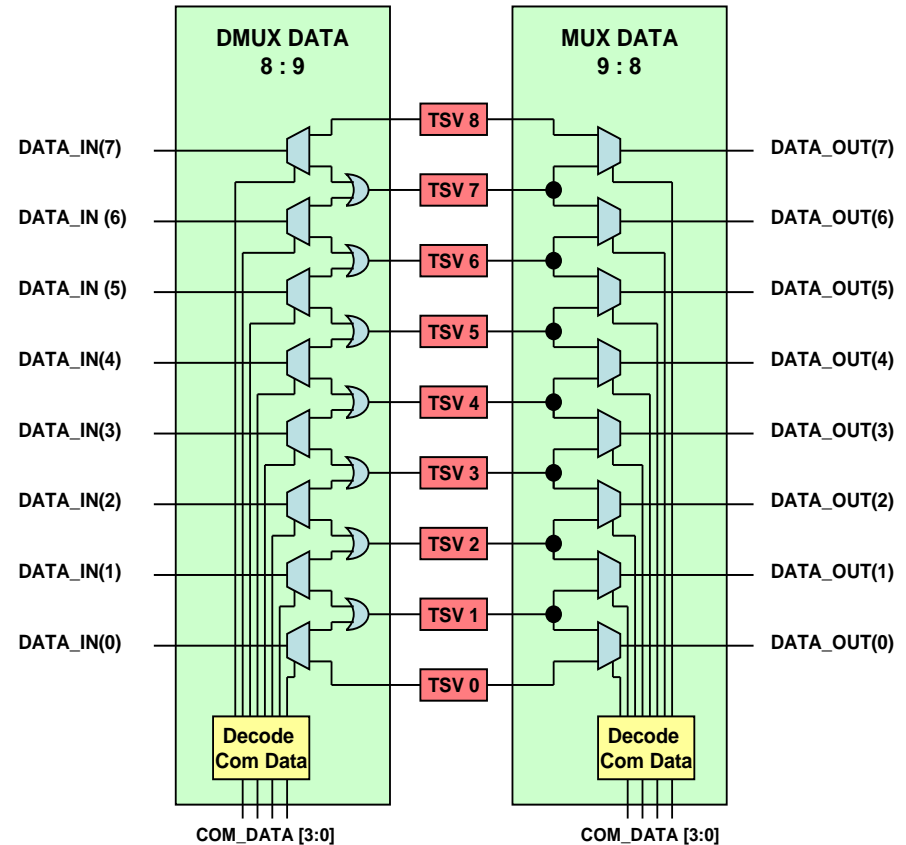 DMUX DATA
8 : 9
MUX DATA
9 : 8
TSV 8
DATA_IN(7)
DATA_OUT(7)
TSV 7
DATA_IN (6)
DATA_OUT(6)
TSV 6
DATA_IN (5)
DATA_OUT(5)
TSV 5
DATA_IN(4)
DATA_OUT(4)
TSV 4
DATA_IN(3)
DATA_OUT(3)
TSV 3
DATA_IN(2)
DATA_OUT(2)
TSV 2
DATA_IN(1)
DATA_OUT(1)
TSV 1
DATA_IN(0)
DATA_OUT(0)
TSV 0
Decode
Com Data
Decode
Com Data
COM_DATA [3:0]
COM_DATA [3:0]